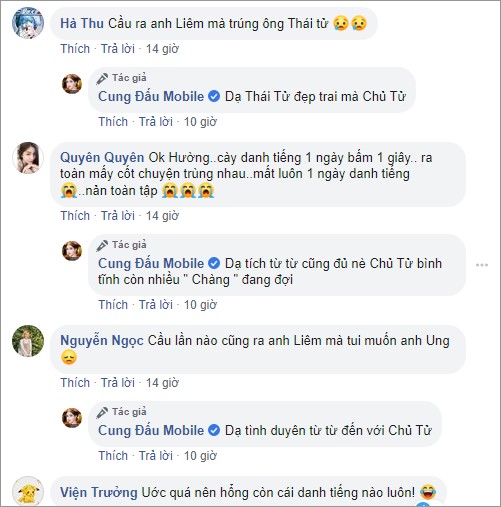 Hà Thu Cầu ra anh Liêm mà trúng ông Thái tử
Thích · Trả lời · 14 giờ
Tác giả
Cung Đấu Mobile Dạ Thái Tử đẹp trai mà Chủ Tử
Thích · Trả lời · 10 giờ
Quyên Quyên Ok Hường..cày danh tiếng 1 ngày bấm 1 giây.. ra
toàn mấy cốt chuyện trùng nhau..mất luôn 1 ngày danh tiếng
..nản toàn tập
Thích · Trả lời · 14 giờ
Tác giả
Cung Đấu Mobile Dạ tích từ từ cũng đủ nè Chủ Tử bình
tĩnh còn nhiều " Chàng " đang đợi
Thích · Trả lời · 10 giờ
Nguyễn Ngọc Cầu lần nào cũng ra anh Liêm mà tui muốn anh Ung
Thích · Trả lời · 14 giờ
Tác giả
Cung Đấu Mobile Dạ tình duyên từ từ đến với Chủ Tử
Thích · Trả lời · 10 giờ
Viện Trưởng Uớc quá nên hổng còn cái danh tiếng nào luôn!